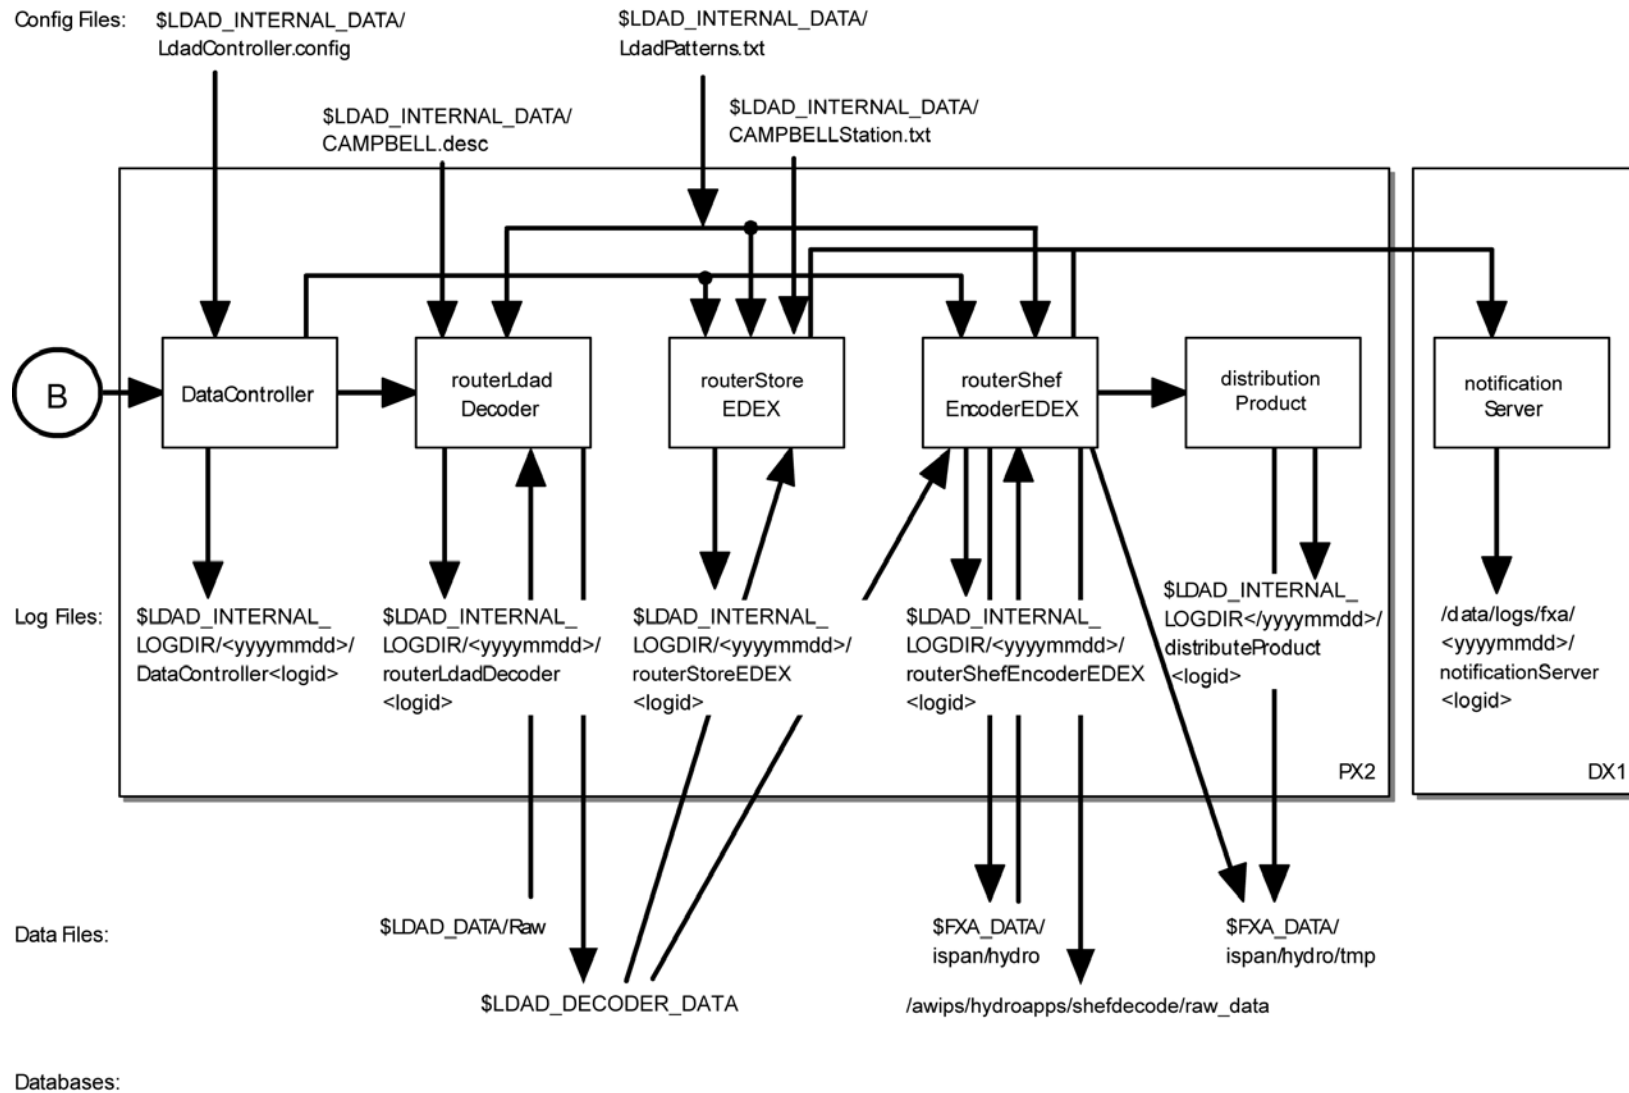 Config Files:
$LDAD_INTERNAL_DATA/
LdadController.config
$LDAD_INTERNAL_DATA/
LdadPatterns.txt
$LDAD_INTERNAL_DATA/
CAMPBELL.desc
$LDAD_INTERNAL_DATA/
CAMPBELLStation.txt
B
DataController
routerLdad
Decoder
routerStore
EDEX
routerShef
EncoderEDEX
distribution
Product
notification
Server
Log Files:
$LDAD_INTERNAL_
LOGDIR/<yyyymmdd>/
DataController<logid>
$LDAD_INTERNAL_
LOGDIR/<yyyymmdd>/
routerLdadDecoder
<logid>
$LDAD_INTERNAL_
LOGDIR/<yyyymmdd>/
routerStoreEDEX
<logid>
$LDAD_INTERNAL_
LOGDIR/<yyyymmdd>/
routerShefEncoderEDEX
<logid>
$LDAD_INTERNAL_
LOGDIR</yyyymmdd>/
distributeProduct
<logid>
/data/logs/fxa/
<yyyymmdd>/
notificationServer
<logid>
PX2
DX1
Data Files:
$LDAD_DATA/Raw
$LDAD_DECODER_DATA
$FXA_DATA/
ispan/hydro
/awips/hydroapps/shefdecode/raw_data
$FXA_DATA/
ispan/hydro/tmp
Databases: